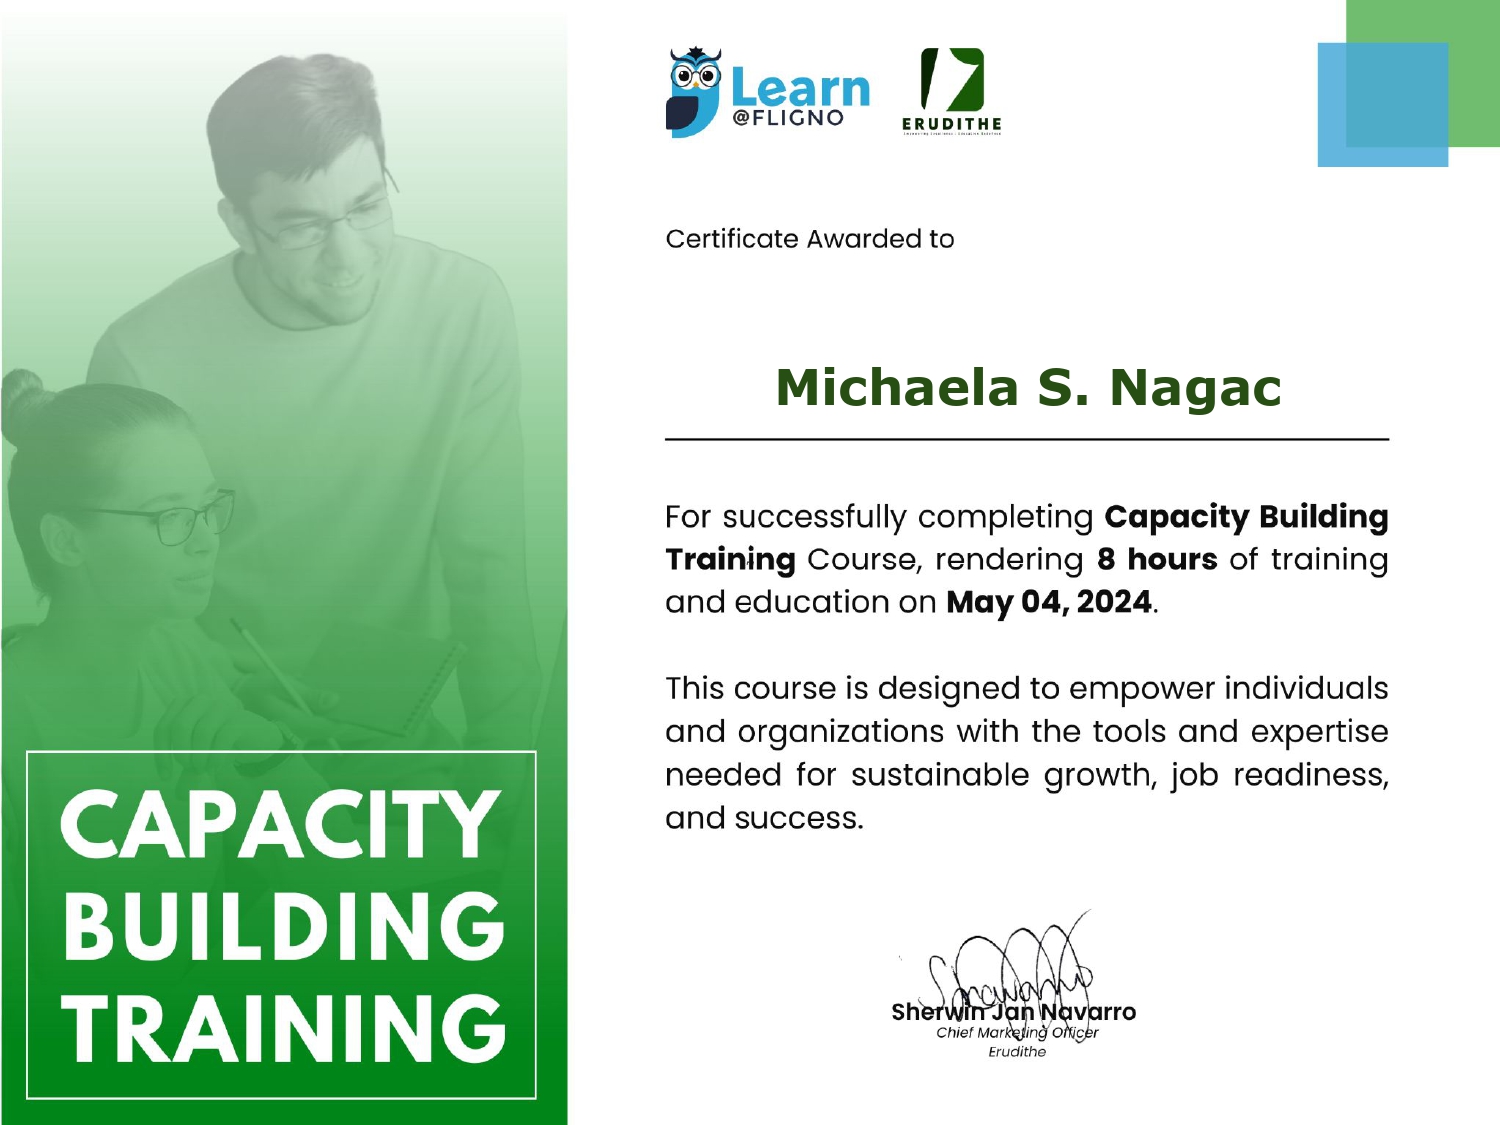 Learn
@FLIGNO
ERUDITHE
Certificate Awarded to
Michaela S. Nagac
For successfully completing Capacity Building
Training Course, rendering 8 hours of training
and education on May 04, 2024.
This course is designed to empower individuals
and organizations with the tools and expertise
needed for sustainable growth, job readiness,
and success.
Sherwin Jan Navarro
Chief Marketing Officer
Erudithe
CAPACITY
BUILDING
TRAINING